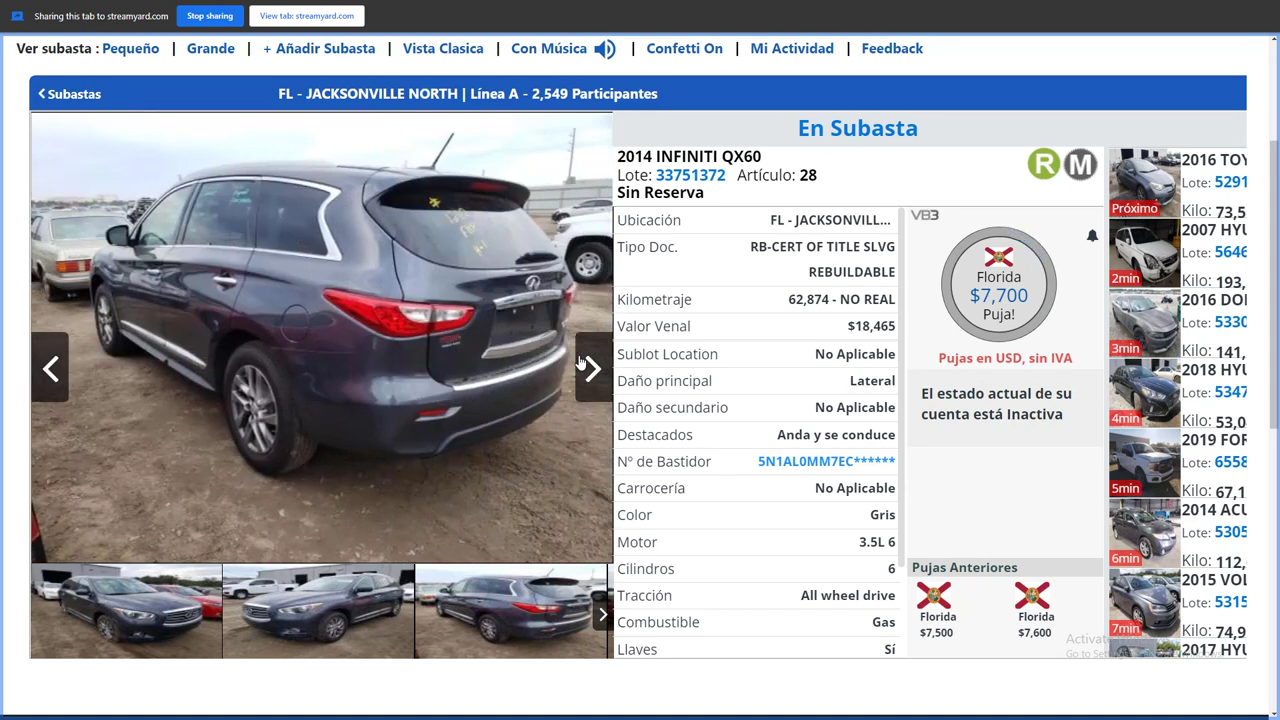 Sharing this tab to streamyard.com
Stop sharing
View tab: streamyard.com
Ver subasta : Pequeño | Grande | + Añadir Subasta | Vista Clasica | Con Música | Confetti On | Mi Actividad | Feedback
Subastas
FL - JACKSONVILLE NORTH | Línea A - 2,549 Participantes
En Subasta
2014 INFINITI QX60
Lote: 33751372 Artículo: 28
Sin Reserva
R M
Ubicación FL - JACKSONVILL...
Tipo Doc. RB-CERT OF TITLE SLVG
REBUILDABLE
Kilometraje 62,874 - NO REAL
Valor Venal $18,465
Sublot Location No Aplicable
Daño principal Lateral
Daño secundario No Aplicable
Destacados Anda y se conduce
Nº de Bastidor 5N1AL0MM7EC******
Carrocería No Aplicable
Color Gris
Motor 3.5L 6
Cilindros 6
Tracción All wheel drive
Combustible Gas
Llaves Sí
VB3
Florida
$7,700
Puja!
Pujas en USD, sin IVA
El estado actual de su
cuenta está Inactiva
Pujas Anteriores
Florida
$7,500
Florida
$7,600
2016 TOY
Lote: 5291
Próximo
Kilo: 73,5
2007 HYU
Lote: 5646
2min
Kilo: 193,
2016 DOI
Lote: 5330
3min
Kilo: 141,
2018 HYU
Lote: 5347
4min
Kilo: 53,0
2019 FOR
Lote: 6558
5min
Kilo: 67,1
2014 ACU
Lote: 5305
6min
Kilo: 112,
2015 VOL
Lote: 5315
7min
Kilo: 74,9
2017 HYU